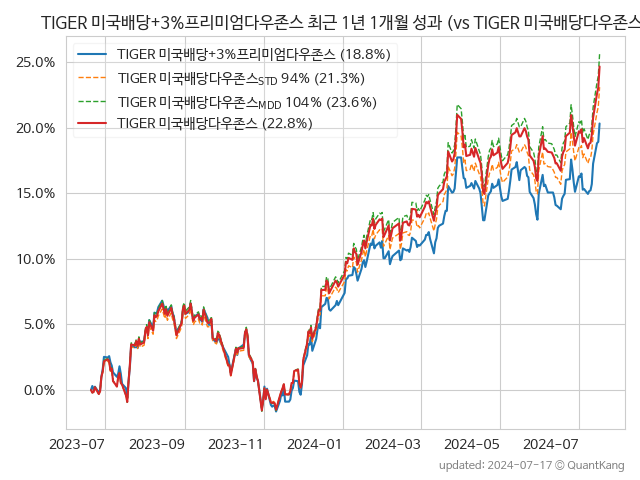 TIGER 미국배당+3%프리미엄다우존스 최근 1년 1개월 성과 (vs TIGER 미국배당다우존스
TIGER 미국배당+3%프리미엄다우존스 (18.8%)
TIGER 미국배당다우존스STD 94% (21.3%)
TIGER 미국배당다우존스MDD 104% (23.6%)
TIGER 미국배당다우존스 (22.8%)
25.0%
20.0%
15.0%
10.0%
5.0%
0.0%
2023-07 2023-09 2023-11 2024-01 2024-03 2024-05 2024-07
updated: 2024-07-17 © QuantKang